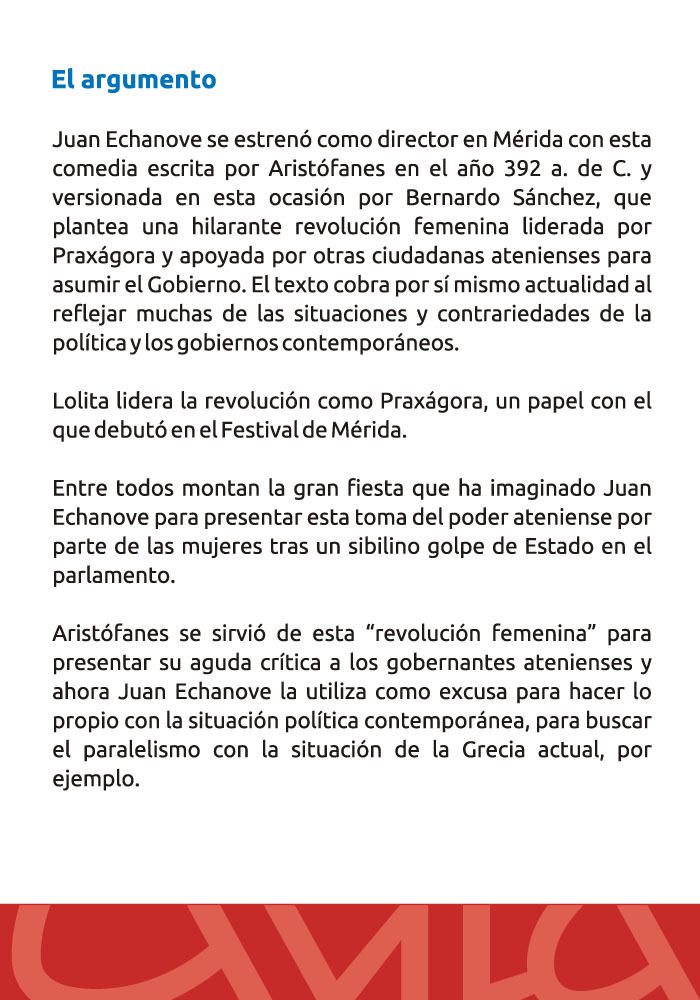 El argumento
Juan Echanove se estrenó como director en Mérida con esta
comedia escrita por Aristófanes en el año 392 a. de C. y
versionada en esta ocasión por Bernardo Sánchez, que
plantea una hilarante revolución femenina liderada por
Praxágora y apoyada por otras ciudadanas atenienses para
asumir el Gobierno. El texto cobra por sí mismo actualidad al
reflejar muchas de las situaciones y contrariedades de la
política y los gobiernos contemporáneos.
Lolita lidera la revolución como Praxágora, un papel con el
que debutó en el Festival de Mérida.
Entre todos montan la gran fiesta que ha imaginado Juan
Echanove para presentar esta toma del poder ateniense por
parte de las mujeres tras un sibilino golpe de Estado en el
parlamento.
Aristófanes se sirvió de esta “revolución femenina” para
presentar su aguda crítica a los gobernantes atenienses y
ahora Juan Echanove la utiliza como excusa para hacer lo
propio con la situación política contemporánea, para buscar
el paralelismo con la situación de la Grecia actual, por
ejemplo.